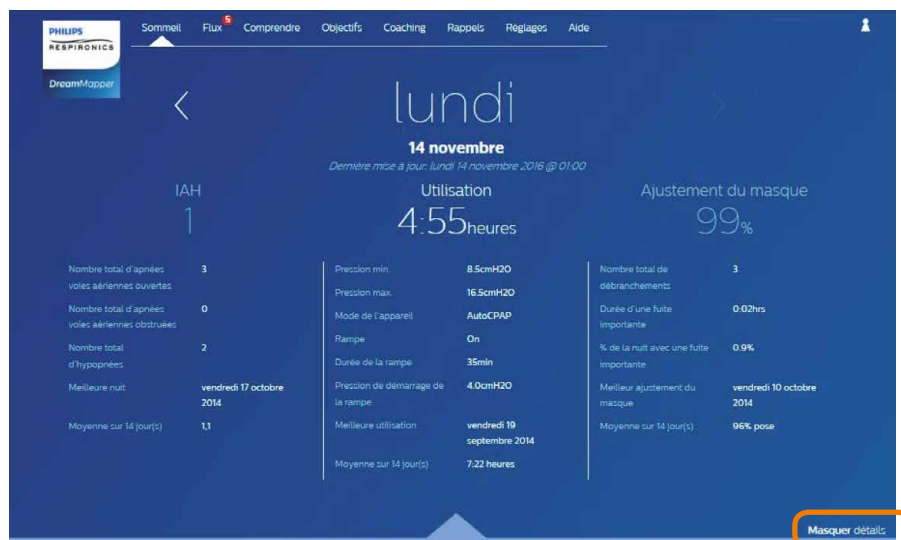 PHILIPS
RESPIRONICS
DreamMapper
Sommeil Flux 5 Comprendre Objectifs Coaching Rappels Réglages Aide
lundi
14 novembre
Dernière mise à jour: lundi 14 novembre 2016 @ 01:00
IAH
1
Nombre total d'apnées
voies aériennes ouvertes 3
Nombre total d'apnées
voies aériennes obstruées 0
Nombre total
d'hypopnées 2
Meilleure nuit vendredi 17 octobre
2014
Moyenne sur 14 jour(s) 1,1
Utilisation
4:55heures
Pression min. 8.5cmH2O
Pression max. 16.5cmH2O
Mode de l'appareil AutoCPAP
Rampe On
Durée de la rampe 35min
Pression de démarrage de
la rampe 4.0cmH2O
Meilleure utilisation vendredi 19
septembre 2014
Moyenne sur 14 jour(s) 7:22 heures
Ajustement du masque
99%
Nombre total de
débranchements 3
Durée d'une fuite
importante 0:02hrs
% de la nuit avec une fuite
importante 0.9%
Meilleur ajustement du
masque vendredi 10 octobre
2014
Moyenne sur 14 jour(s) 96% pose
Masquer détails